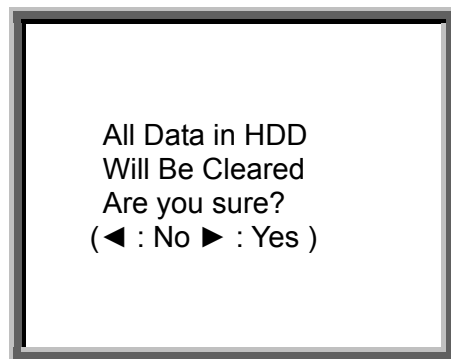 All Data in HDD
Will Be Cleared
Are you sure?
(◄ : No ► : Yes )